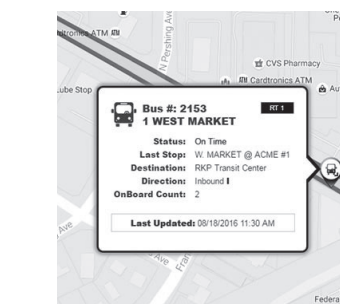 N Pershing Ave
ATM
CVS Pharmacy
Cardtronics ATM
Lube Stop
Bus #: 2153
RT 1
1 WEST MARKET
Status: On Time
Last Stop: W. MARKET @ ACME #1
Destination: RKP Transit Center
Direction: Inbound I
OnBoard Count: 2
Last Updated: 08/18/2016 11:30 AM
Ave
Ave
Federa